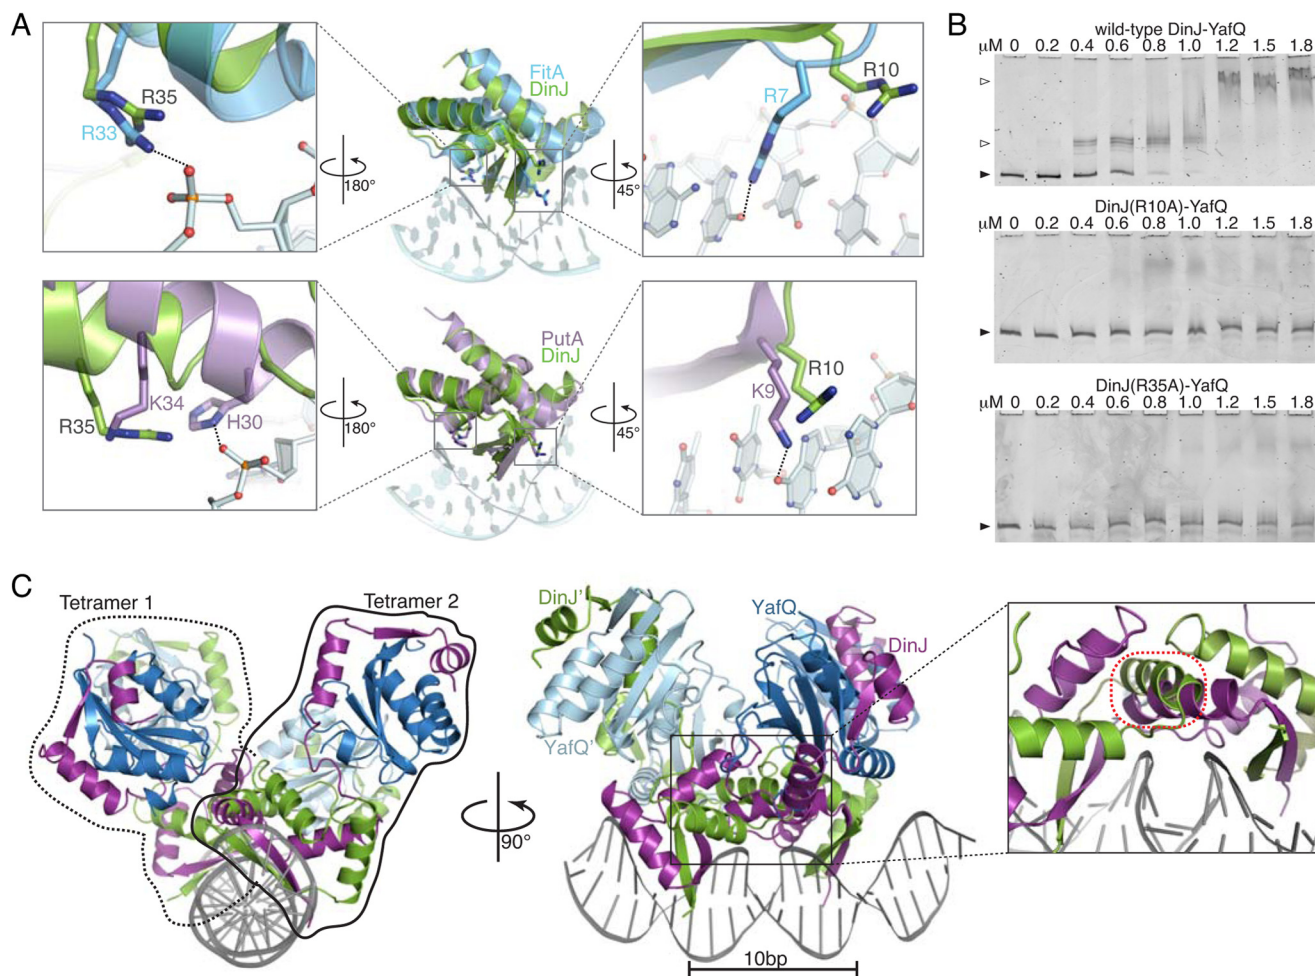 A
R35
R33
180°
FitA
DinJ
45°
R7
R10
R35
K34
H30
180°
PutA
DinJ
45°
K9
R10
B
wild-type DinJ-YafQ
μM 0 0.2 0.4 0.6 0.8 1.0 1.2 1.5 1.8
DinJ(R10A)-YafQ
μM 0 0.2 0.4 0.6 0.8 1.0 1.2 1.5 1.8
DinJ(R35A)-YafQ
μM 0 0.2 0.4 0.6 0.8 1.0 1.2 1.5 1.8
C
Tetramer 1
Tetramer 2
90°
DinJ'
YafQ
DinJ
YafQ'
10bp